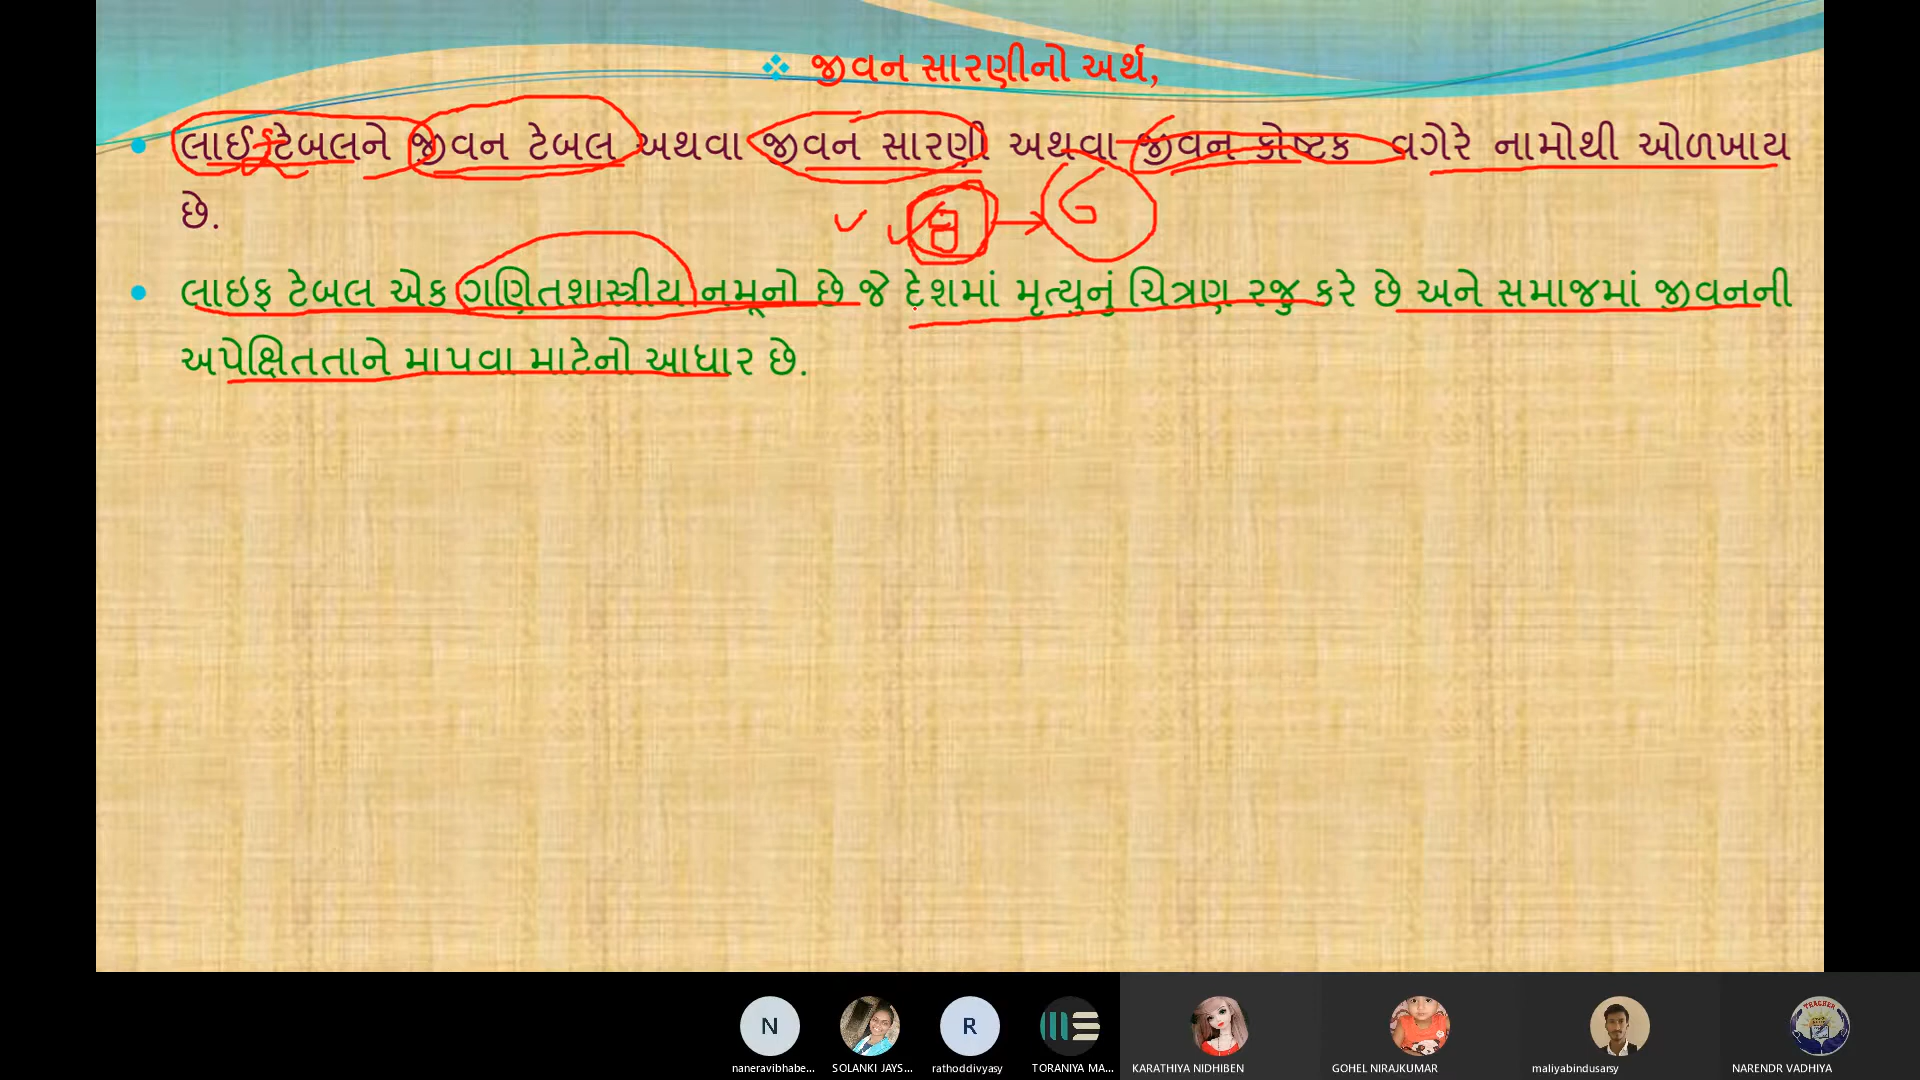 જીવન સારણીનો અર્થ,
લાઈફટેબલને જીવન ટેબલ અથવા જીવન સારણી અથવા જીવન કોષ્ટક વગેરે નામોથી ઓળખાય
છે.
લાઇફ ટેબલ એક ગણિતશાસ્ત્રીય નમૂનો છે જે દેશમાં મૃત્યુનું ચિત્રણ રજુ કરે છે અને સમાજમાં જીવનની
અપેક્ષિતતાને માપવા માટેનો આધાર છે.
N R
naneravibhabe... SOLANKI JAYS... rathoddivyasy TORANIYA MA... KARATHIYA NIDHIBEN GOHEL NIRAJKUMAR maliyabindusarsy NARENDR VADHIYA